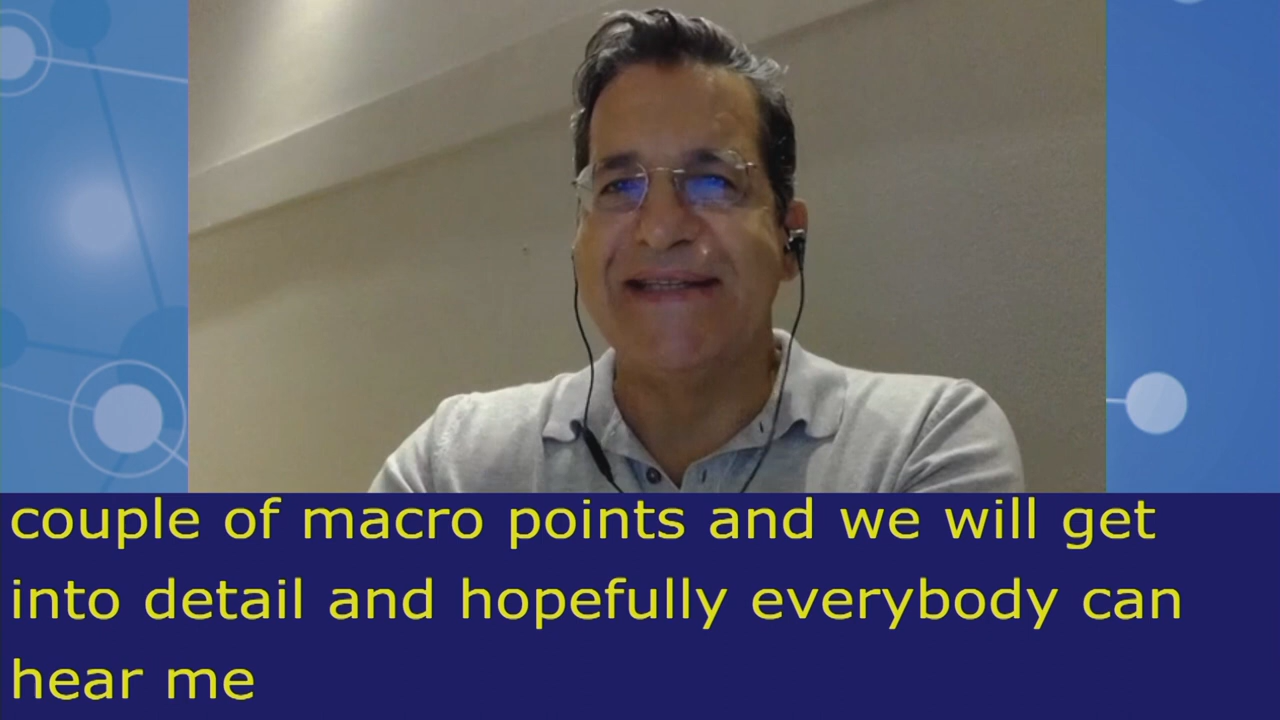 couple of macro points and we will get
into detail and hopefully everybody can
hear me